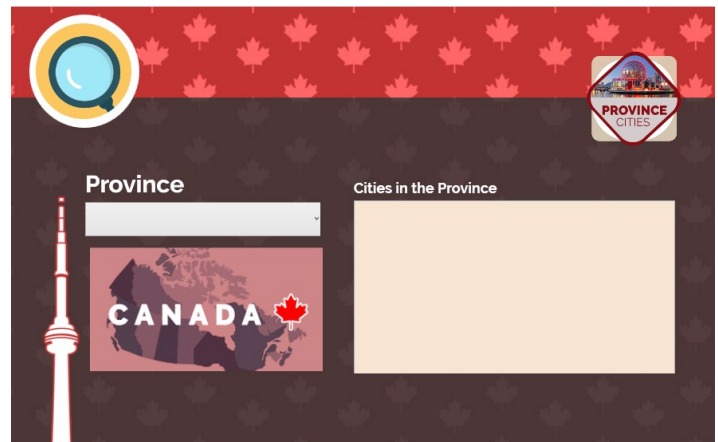 PROVINCE
CITIES
Province
Cities in the Province
CANADA